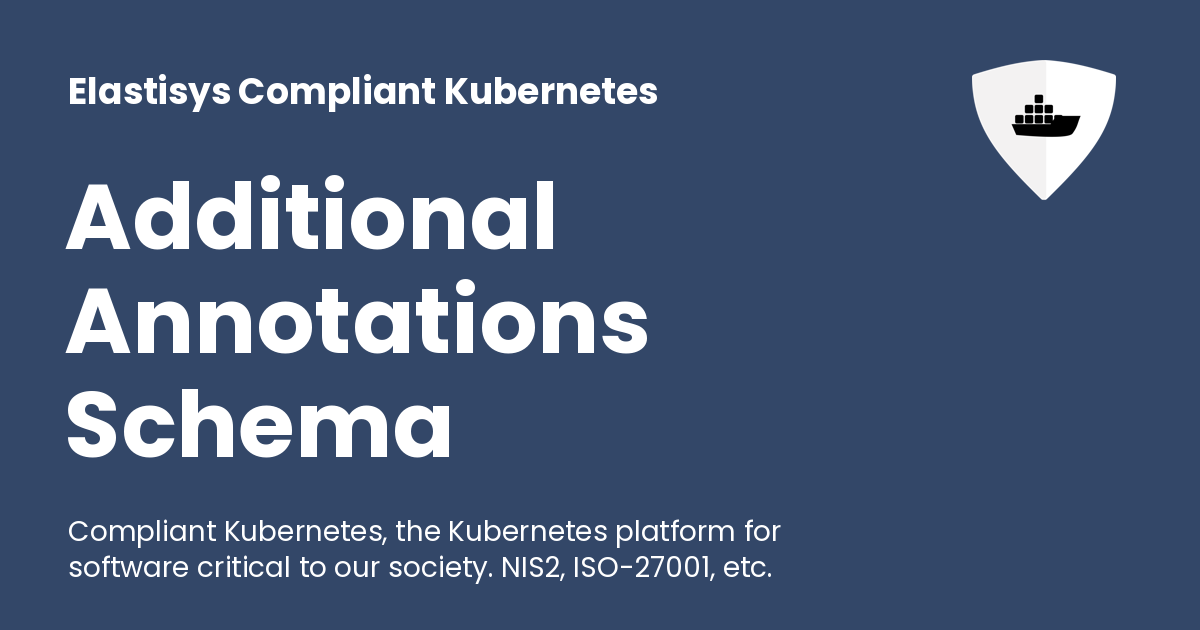 Elastisys Compliant Kubernetes
Additional
Annotations
Schema
Compliant Kubernetes, the Kubernetes platform for
software critical to our society. NIS2, ISO-27001, etc.